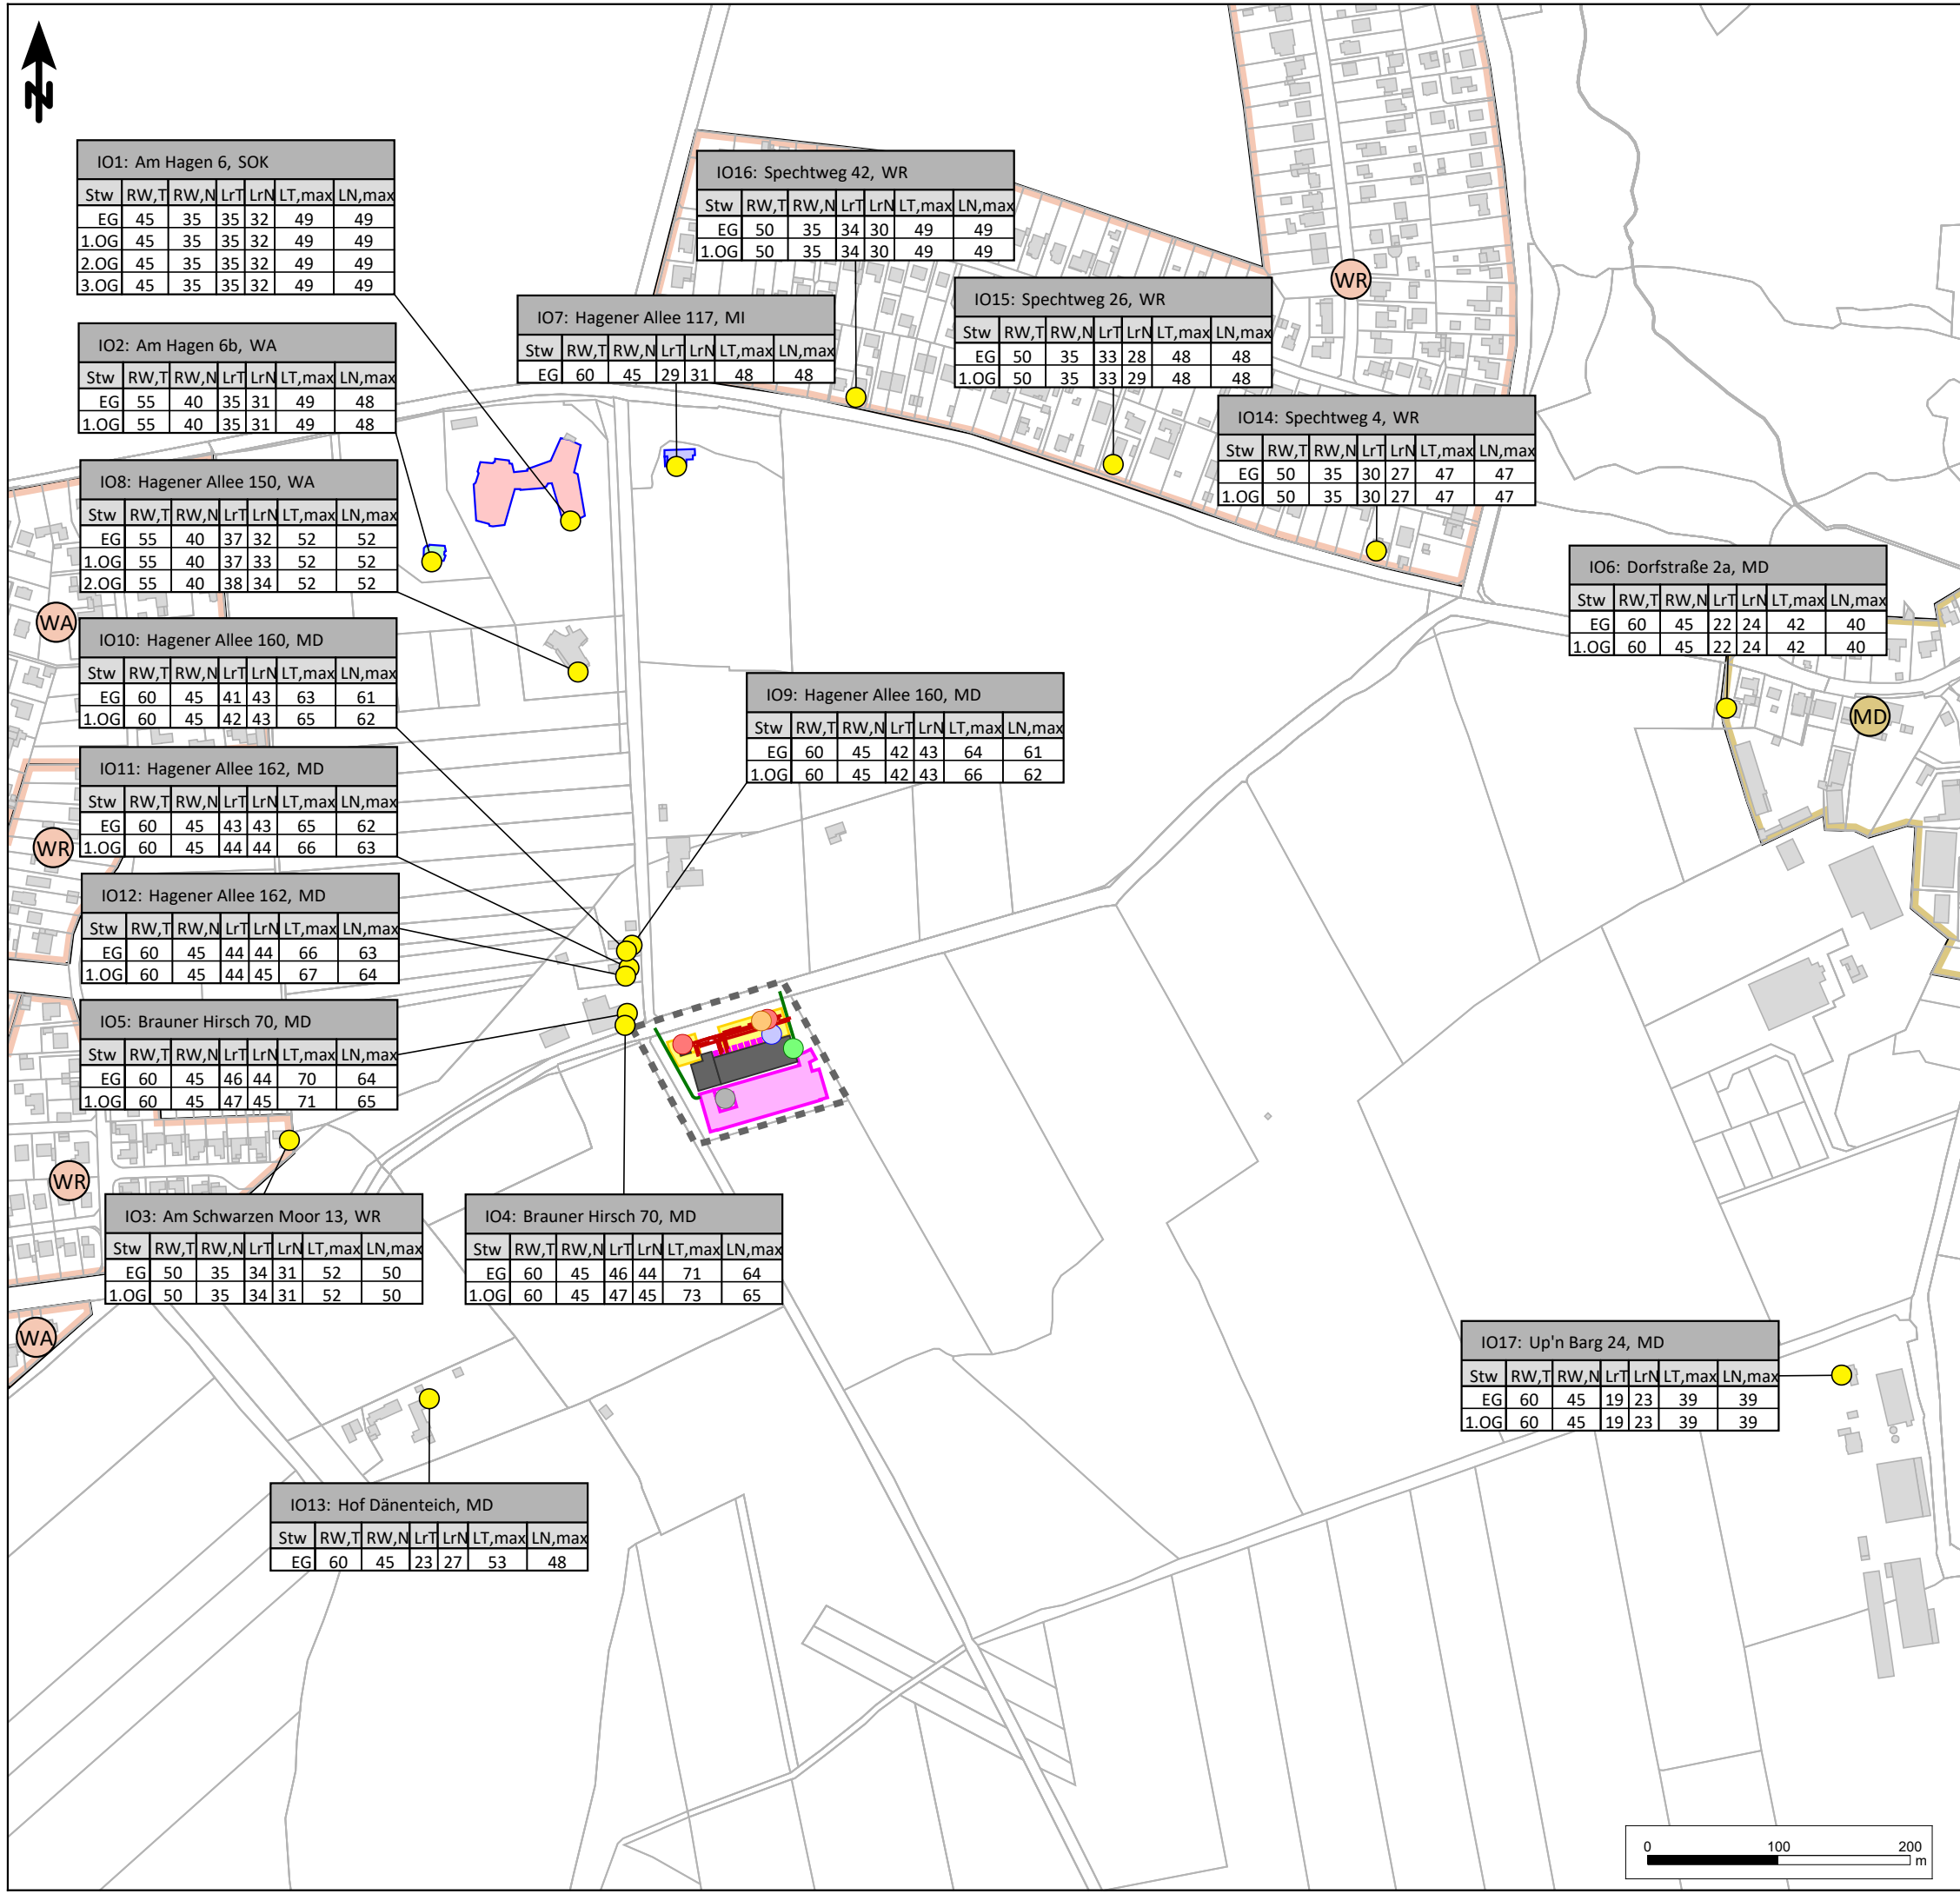 N
IO1: Am Hagen 6, SOK
Stw RW,T RW,N LrT LrN LT,max LN,max
EG 45 35 35 32 49 49
1.OG 45 35 35 32 49 49
2.OG 45 35 35 32 49 49
3.OG 45 35 35 32 49 49
IO16: Spechtweg 42, WR
Stw RW,T RW,N LrT LrN LT,max LN,max
EG 50 35 34 30 49 49
1.OG 50 35 34 30 49 49
WR
IO15: Spechtweg 26, WR
Stw RW,T RW,N LrT LrN LT,max LN,max
EG 50 35 33 28 48 48
1.OG 50 35 33 29 48 48
IO7: Hagener Allee 117, MI
Stw RW,T RW,N LrT LrN LT,max LN,max
EG 60 45 29 31 48 48
IO2: Am Hagen 6b, WA
Stw RW,T RW,N LrT LrN LT,max LN,max
EG 55 40 35 31 49 48
1.OG 55 40 35 31 49 48
IO14: Spechtweg 4, WR
Stw RW,T RW,N LrT LrN LT,max LN,max
EG 50 35 30 27 47 47
1.OG 50 35 30 27 47 47
IO8: Hagener Allee 150, WA
Stw RW,T RW,N LrT LrN LT,max LN,max
EG 55 40 37 32 52 52
1.OG 55 40 37 33 52 52
2.OG 55 40 38 34 52 52
IO6: Dorfstraße 2a, MD
Stw RW,T RW,N LrT LrN LT,max LN,max
EG 60 45 22 24 42 40
1.OG 60 45 22 24 42 40
WA
IO10: Hagener Allee 160, MD
Stw RW,T RW,N LrT LrN LT,max LN,max
EG 60 45 41 43 63 61
1.OG 60 45 42 43 65 62
IO9: Hagener Allee 160, MD
Stw RW,T RW,N LrT LrN LT,max LN,max
EG 60 45 42 43 64 61
1.OG 60 45 42 43 66 62
MD
IO11: Hagener Allee 162, MD
Stw RW,T RW,N LrT LrN LT,max LN,max
EG 60 45 43 43 65 62
1.OG 60 45 44 44 66 63
WR
IO12: Hagener Allee 162, MD
Stw RW,T RW,N LrT LrN LT,max LN,max
EG 60 45 44 44 66 63
1.OG 60 45 44 45 67 64
IO5: Brauner Hirsch 70, MD
Stw RW,T RW,N LrT LrN LT,max LN,max
EG 60 45 46 44 70 64
1.OG 60 45 47 45 71 65
WR
IO3: Am Schwarzen Moor 13, WR
Stw RW,T RW,N LrT LrN LT,max LN,max
EG 50 35 34 31 52 50
1.OG 50 35 34 31 52 50
IO4: Brauner Hirsch 70, MD
Stw RW,T RW,N LrT LrN LT,max LN,max
EG 60 45 46 44 71 64
1.OG 60 45 47 45 73 65
WA
IO17: Up'n Barg 24, MD
Stw RW,T RW,N LrT LrN LT,max LN,max
EG 60 45 19 23 39 39
1.OG 60 45 19 23 39 39
IO13: Hof Dänenteich, MD
Stw RW,T RW,N LrT LrN LT,max LN,max
EG 60 45 23 27 53 48
0 100 200
m